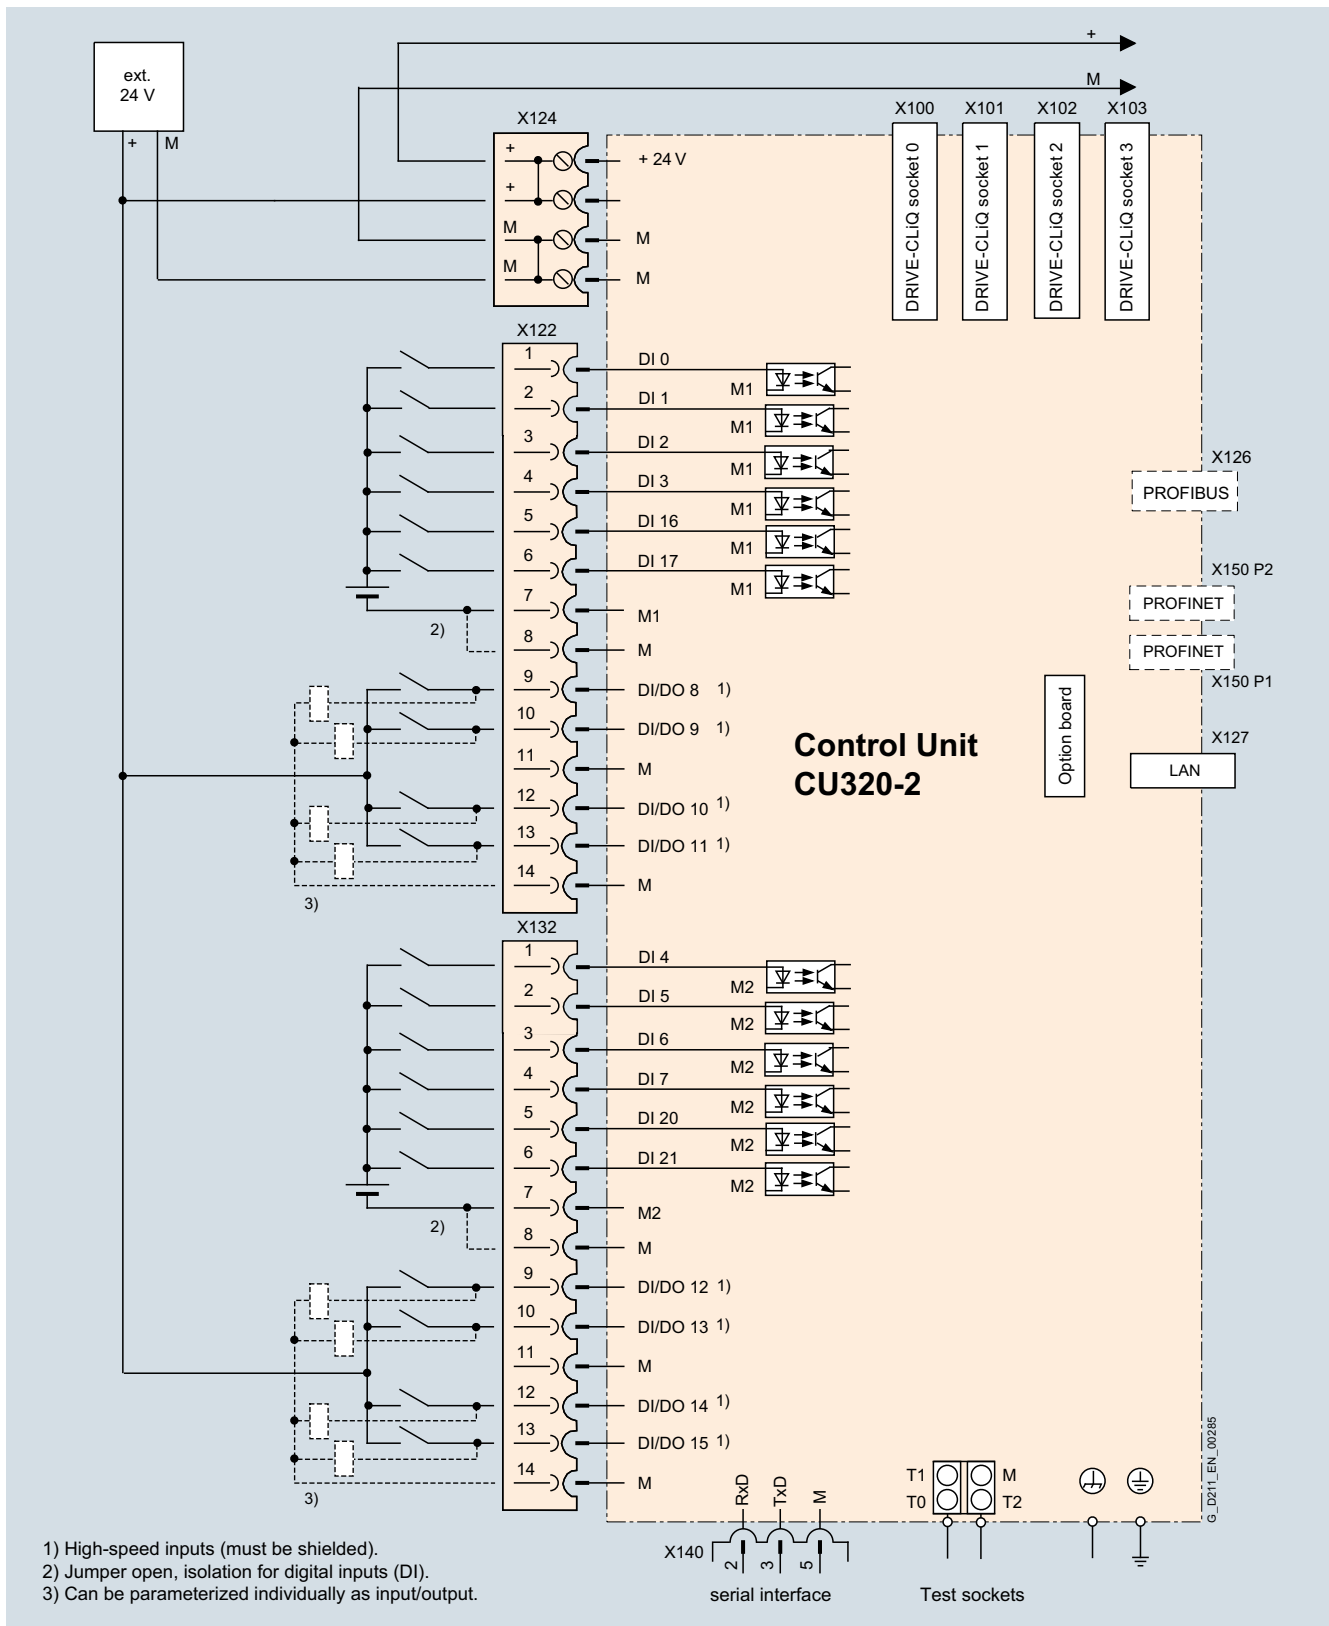 +
M
ext.
24 V
+ M
X124
+
+ 24 V
+
M
M
M
M
X100 X101 X102 X103
DRIVE-CLiQ socket 0
DRIVE-CLiQ socket 1
DRIVE-CLiQ socket 2
DRIVE-CLiQ socket 3
X122
1 DI 0 M1
2 DI 1 M1
3 DI 2 M1
4 DI 3 M1
5 DI 16 M1
6 DI 17 M1
7 M1
2)
8 M
9 DI/DO 8 1)
10 DI/DO 9 1)
11 M
12 DI/DO 10 1)
13 DI/DO 11 1)
14 M
3)
X126
PROFIBUS
X150 P2
PROFINET
PROFINET
X150 P1
Option board
X127
LAN
Control Unit
CU320-2
X132
1 DI 4 M2
2 DI 5 M2
3 DI 6 M2
4 DI 7 M2
5 DI 20 M2
6 DI 21 M2
7 M2
2)
8 M
9 DI/DO 12 1)
10 DI/DO 13 1)
11 M
12 DI/DO 14 1)
13 DI/DO 15 1)
14 M
3)
T1 M
T0 T2
G_D211_EN_00285
RxD TxD M
X140 2 3 5
serial interface
Test sockets
1) High-speed inputs (must be shielded).
2) Jumper open, isolation for digital inputs (DI).
3) Can be parameterized individually as input/output.